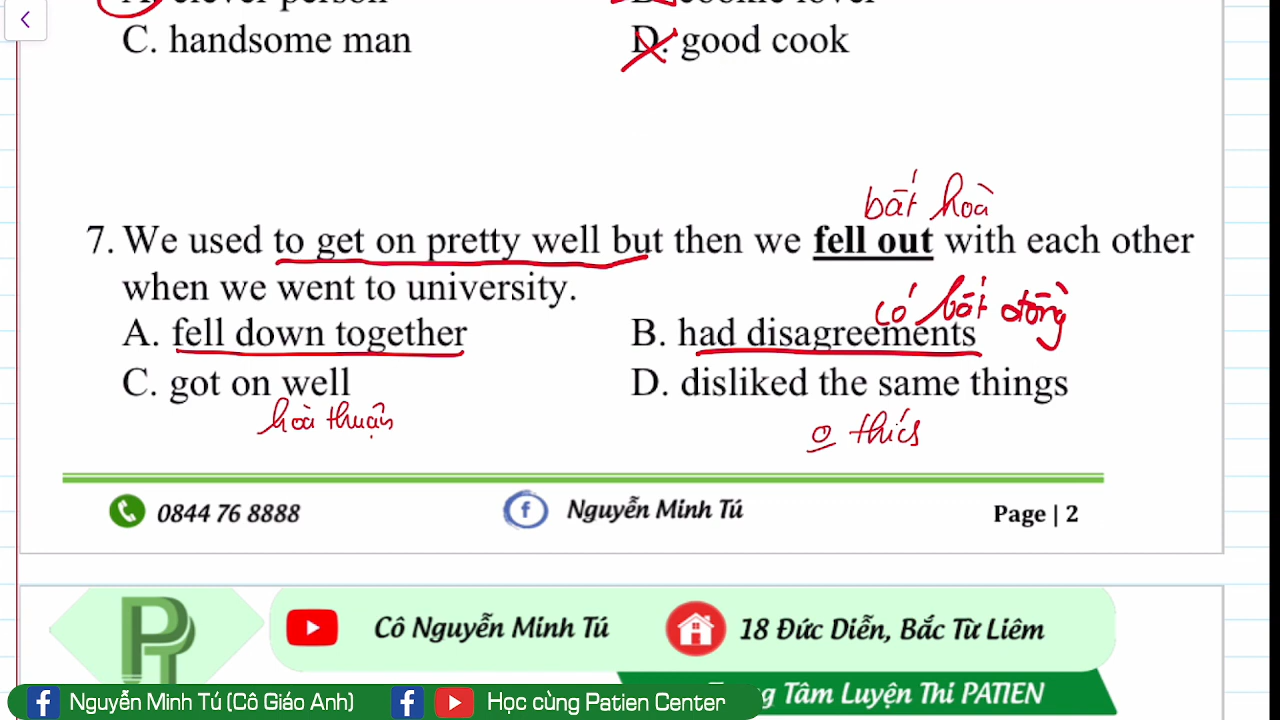 C. handsome man D. good cook
bất hoà
7. We used to get on pretty well but then we fell out with each other
when we went to university.
có bất đồng
A. fell down together B. had disagreements
C. got on well D. disliked the same things
hoà thuận
thích
0844 76 8888 Nguyễn Minh Tú Page | 2
Cô Nguyễn Minh Tú 18 Đức Diễn, Bắc Từ Liêm
Tâm Luyện Thi PATIEN
Nguyễn Minh Tú (Cô Giáo Anh) Học cùng Patien Center